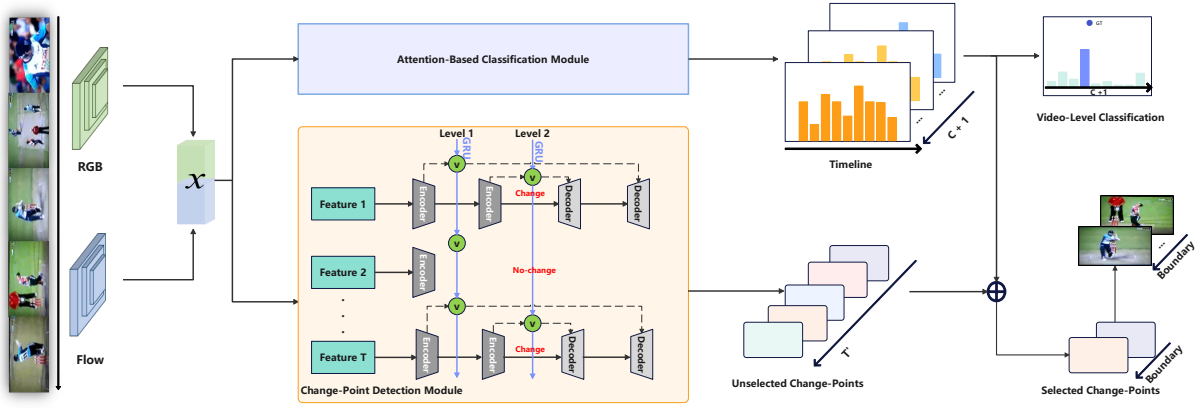 RGB
Flow
x
Attention-Based Classification Module
Level 1
Level 2
GRU
GRU
v
v
Feature 1
Encoder
Encoder
Change
Decoder
Decoder
v
Feature 2
Encoder
No-change
v
v
Feature T
Encoder
Encoder
Change
Decoder
Decoder
Change-Point Detection Module
...
...
C + 1
Timeline
GT
C +1
Video-Level Classification
T'
Unselected Change-Points
...
Boundary
Boundary
Selected Change-Points